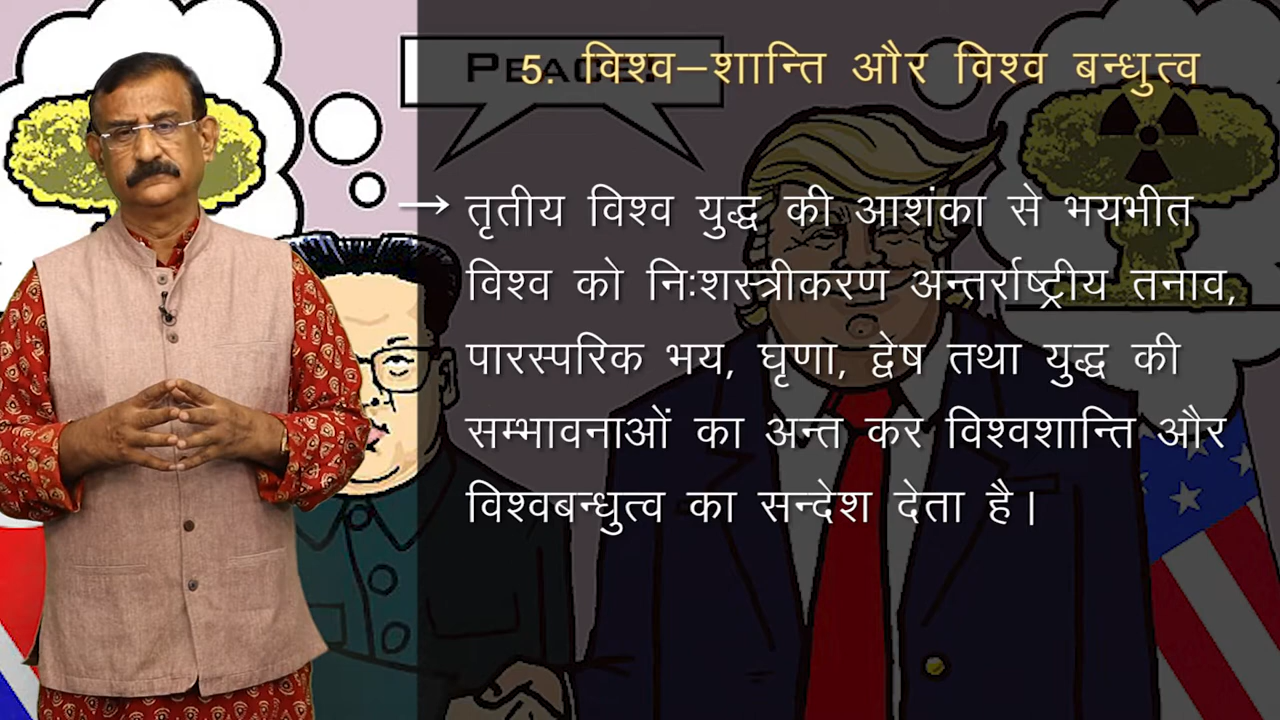 PEACE!
5. विश्व–शान्ति और विश्व बन्धुत्व
→ तृतीय विश्व युद्ध की आशंका से भयभीत
विश्व को निःशस्त्रीकरण अन्तर्राष्ट्रीय तनाव,
पारस्परिक भय, घृणा, द्वेष तथा युद्ध की
सम्भावनाओं का अन्त कर विश्वशान्ति और
विश्वबन्धुत्व का सन्देश देता है।